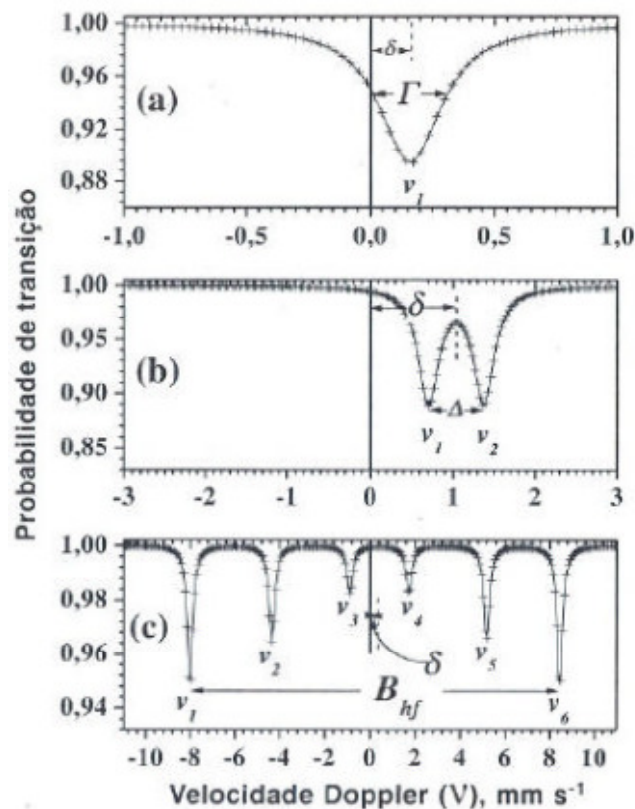 Probabilidade de transição
1,00
0,96
0,92
0,88
(a)
δ
Γ
v1
-1,0
-0,5
0,0
0,5
1,0
1,00
0,95
0,90
0,85
(b)
δ
Δ
v1
v2
-3
-2
-1
0
1
2
3
1,00
0,98
0,96
0,94
(c)
v1
v2
v3
v4
v5
v6
δ
Bhf
-10
-8
-6
-4
-2
0
2
4
6
8
10
Velocidade Doppler (V), mm s-1